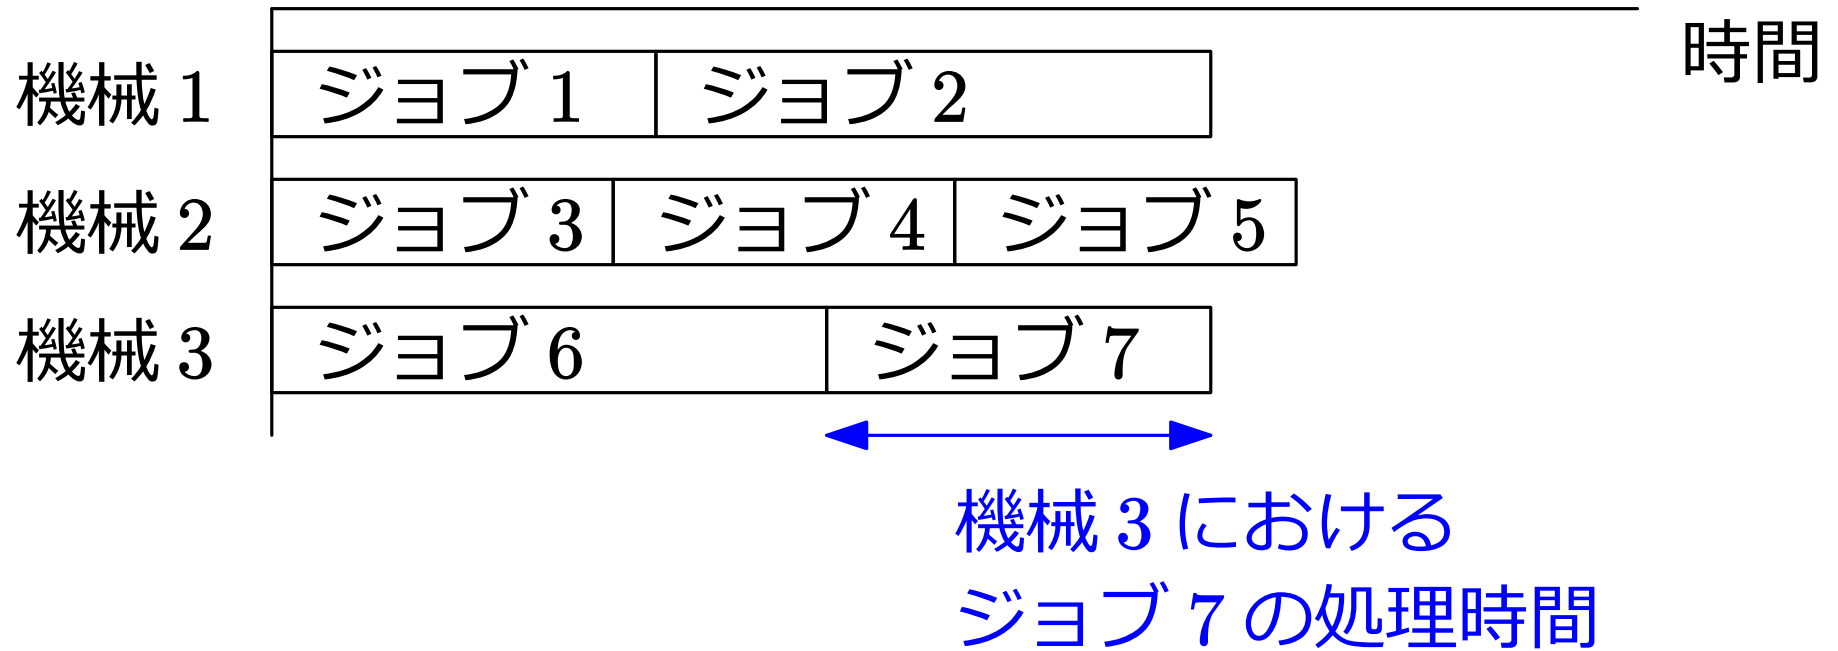 時間
機械 1 ジョブ 1 ジョブ 2
機械 2 ジョブ 3 ジョブ 4 ジョブ 5
機械 3 ジョブ 6 ジョブ 7
機械 3 における
ジョブ 7 の処理時間